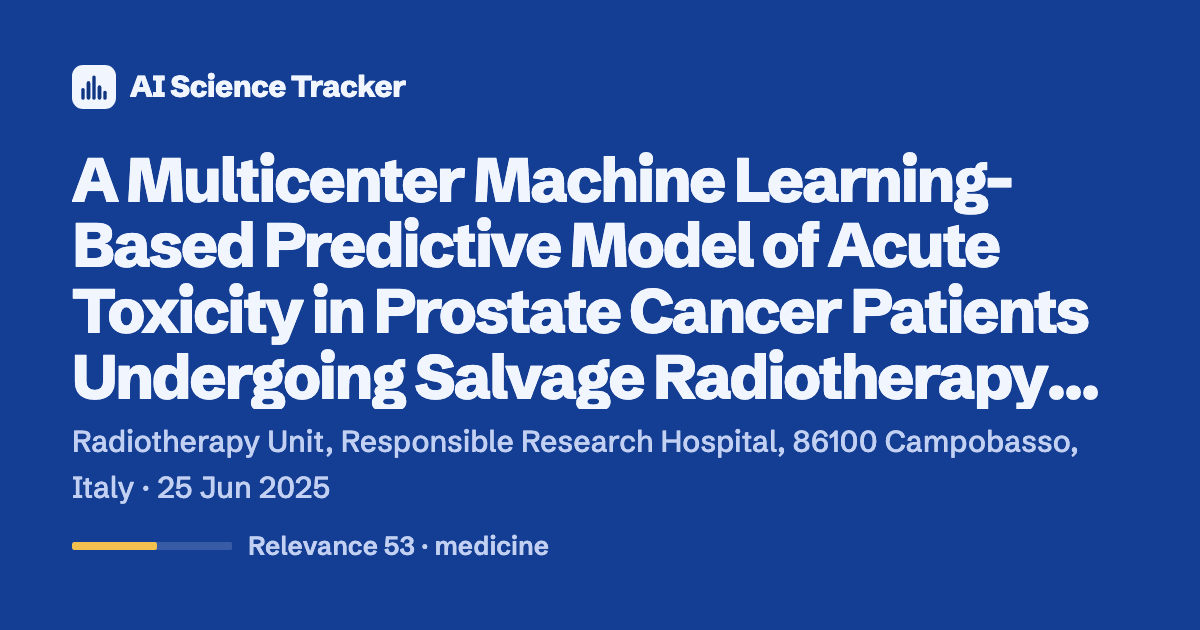 AI Science Tracker
A Multicenter Machine Learning-
Based Predictive Model of Acute
Toxicity in Prostate Cancer Patients
Undergoing Salvage Radiotherapy...
Radiotherapy Unit, Responsible Research Hospital, 86100 Campobasso,
Italy · 25 Jun 2025
Relevance 53 · medicine